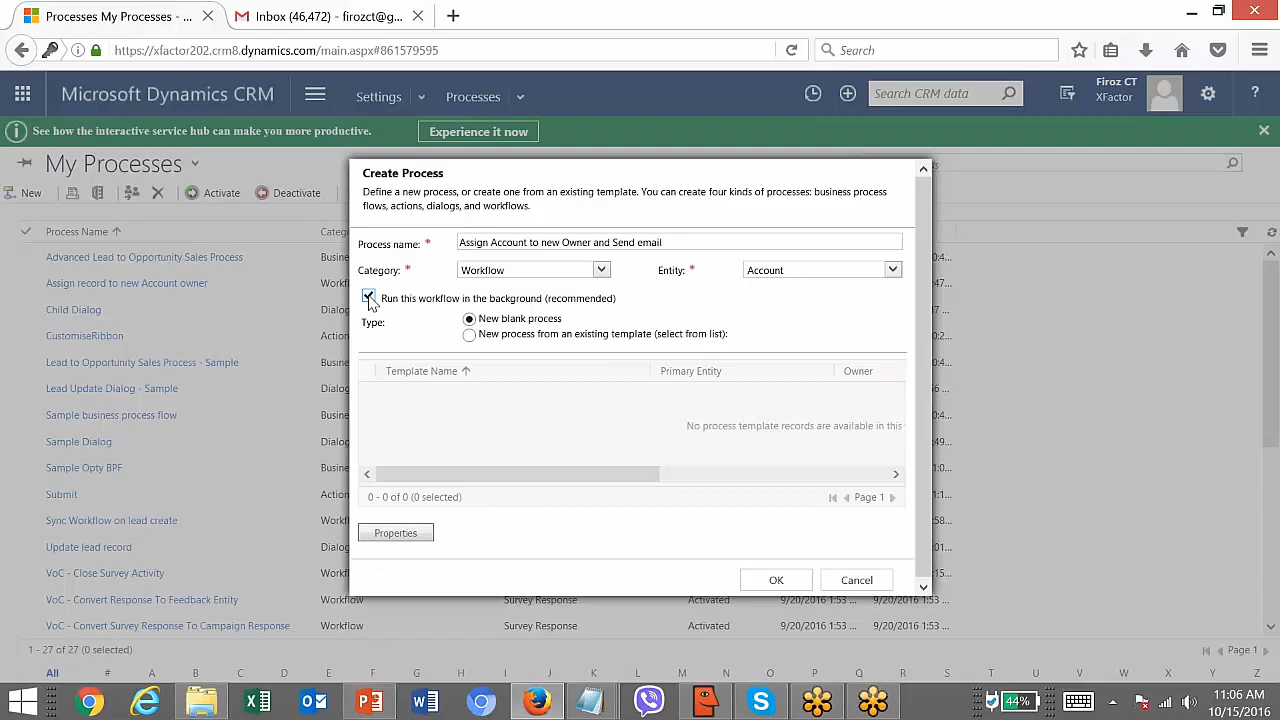 Processes My Processes - ...
Inbox (46,472) - firozct@g...
https://xfactor202.crm8.dynamics.com/main.aspx#861579595
Search
Microsoft Dynamics CRM
Settings
Processes
Search CRM data
Firoz CT
XFactor
?
See how the interactive service hub can make you more productive.
Experience it now
My Processes
New
Activate
Deactivate
Process Name
Advanced Lead to Opportunity Sales Process
Assign record to new Account owner
Child Dialog
CustomiseRibbon
Lead to Opportunity Sales Process - Sample
Lead Update Dialog - Sample
Sample business process flow
Sample Dialog
Sample Opty BPF
Submit
Sync Workflow on lead create
Update lead record
VoC - Close Survey Activity
VoC - Convert Response To Feedback Entity
Workflow
Survey Response
Activated
9/20/2016 1:53 ...
9/20/2016 1:53 ...
VoC - Convert Survey Response To Campaign Response
Workflow
Survey Response
Activated
9/20/2016 1:53 ...
9/20/2016 1:53 ...
Create Process
Define a new process, or create one from an existing template. You can create four kinds of processes: business process
flows, actions, dialogs, and workflows.
Process name: *
Assign Account to new Owner and Send email
Category: *
Workflow
Entity: *
Account
Run this workflow in the background (recommended)
Type:
New blank process
New process from an existing template (select from list):
Template Name
Primary Entity
Owner
No process template records are available in this
0 - 0 of 0 (0 selected)
Page 1
Properties
OK
Cancel
1 - 27 of 27 (0 selected)
Page 1
All # A B C D E F G H I J K L M N O P Q R S T U V W X Y Z
44%
11:06 AM
10/15/2016